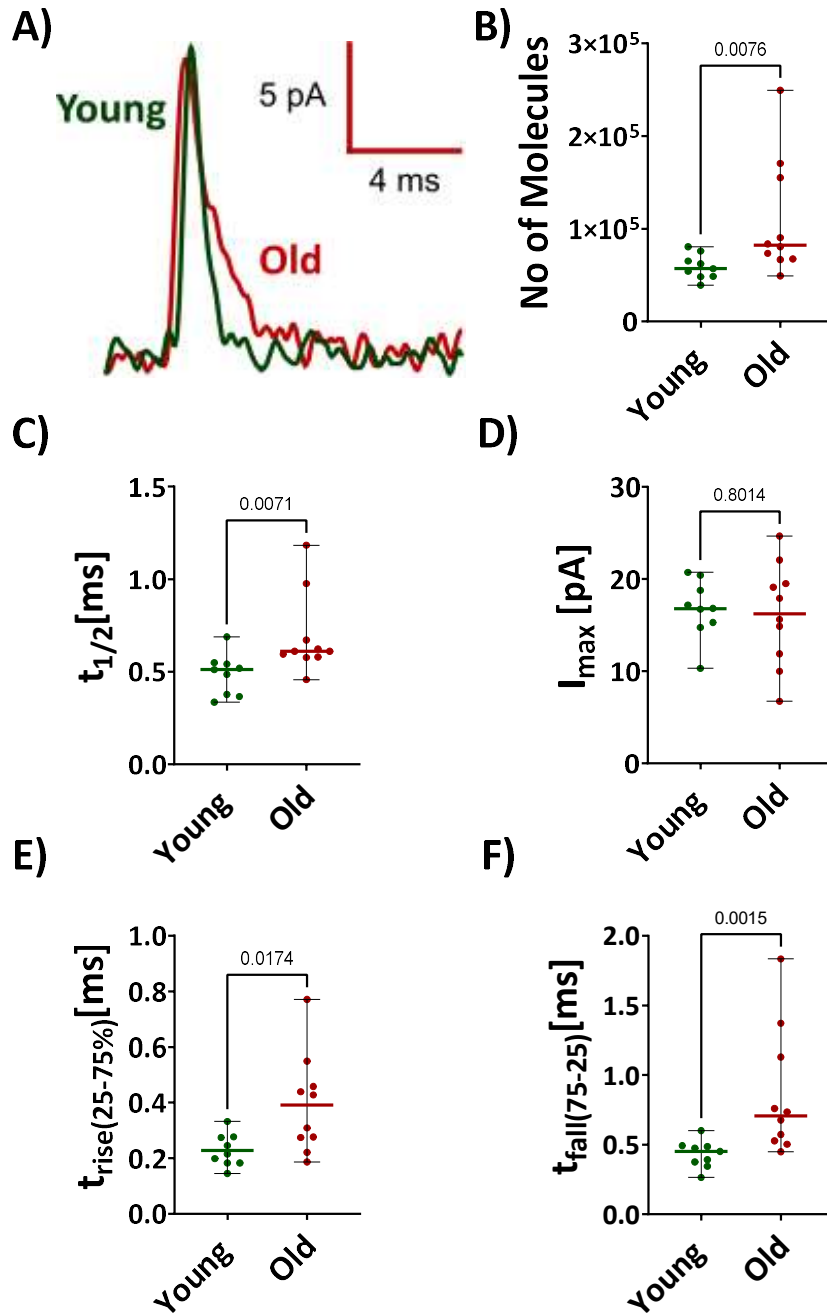 A)
Young
5 pA
4 ms
Old
B)
No of Molecules
3×10⁵
2×10⁵
1×10⁵
0
0.0076
Young
Old
C)
t1/2[ms]
1.5
1.0
0.5
0.0
0.0071
Young
Old
D)
Imax [pA]
30
20
10
0
0.8014
Young
Old
E)
trise(25-75%)[ms]
1.0
0.8
0.6
0.4
0.2
0.0
0.0174
Young
Old
F)
tfall(75-25)[ms]
2.0
1.5
1.0
0.5
0.0
0.0015
Young
Old